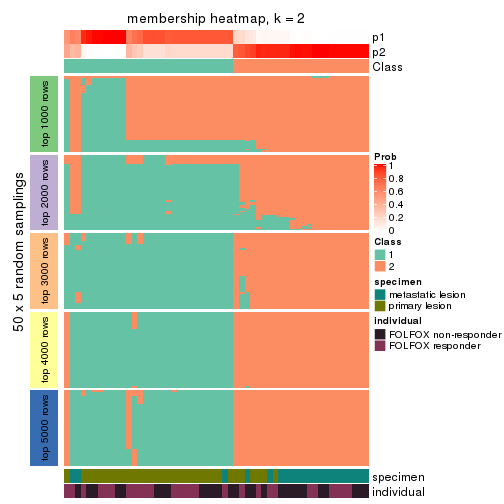 membership heatmap, k = 2
p1
p2
Class
50 x 5 random samplings
top 1000 rows
top 2000 rows
top 3000 rows
top 4000 rows
top 5000 rows
Prob
1
0.8
0.6
0.4
0.2
0
Class
1
2
specimen
metastatic lesion
primary lesion
individual
FOLFOX non-responder
FOLFOX responder
specimen
individual